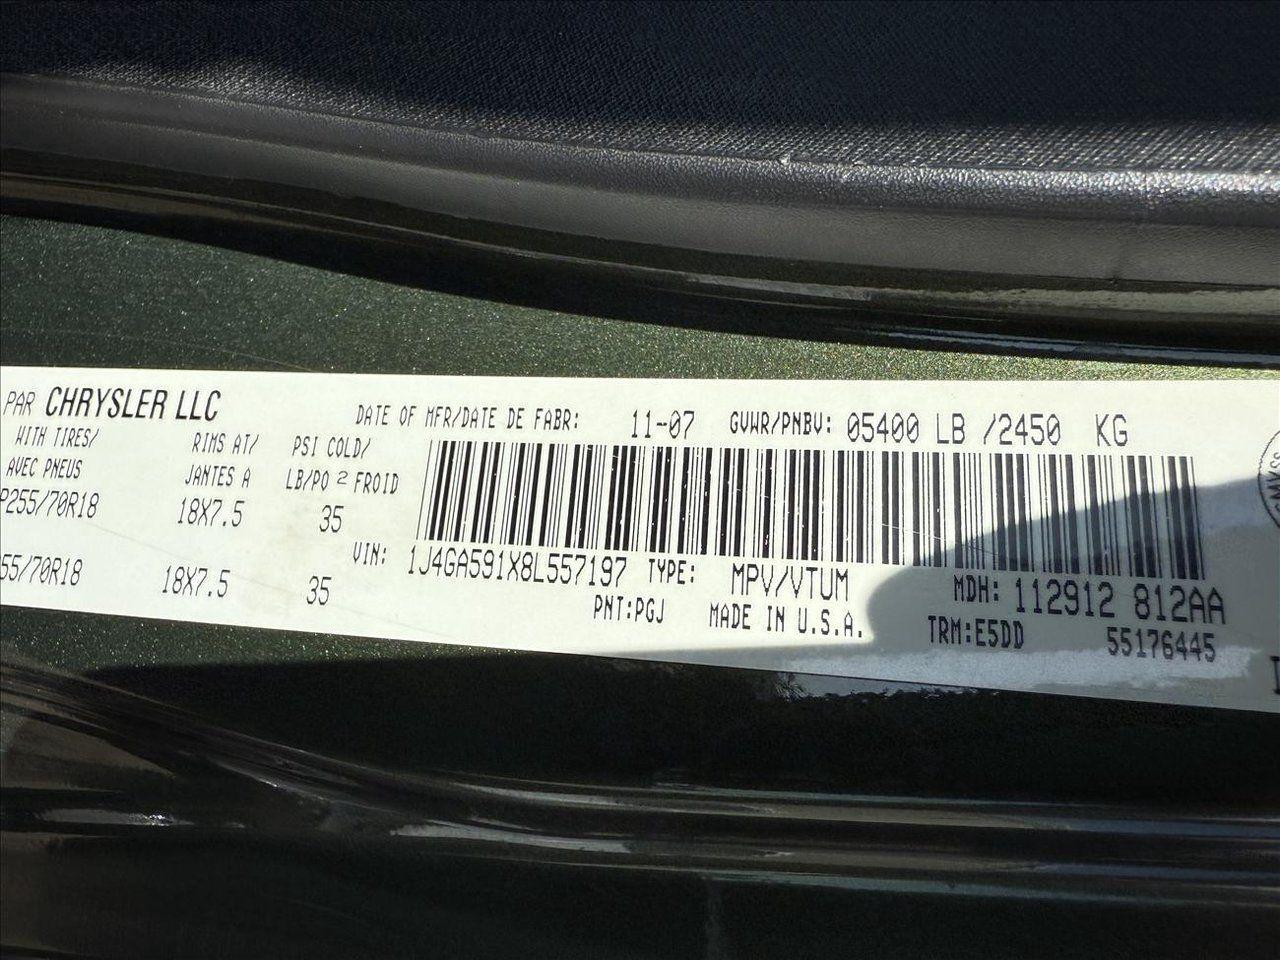 PAR CHRYSLER LLC
DATE OF MFR/DATE DE FABR: 11-07 GVWR/PNBV: 05400 LB /2450 KG
WITH TIRES/ RIMS AT/ PSI COLD/
AVEC PNEUS JANTES A LB/PO 2 FROID
P255/70R18 18X7.5 35
VIN: 1J4GA591X8L557197 TYPE: MPV/VTUM MDH: 112912 812AA
55/70R18 18X7.5 35
PNT:PGJ MADE IN U.S.A. TRM:E5DD 55176445